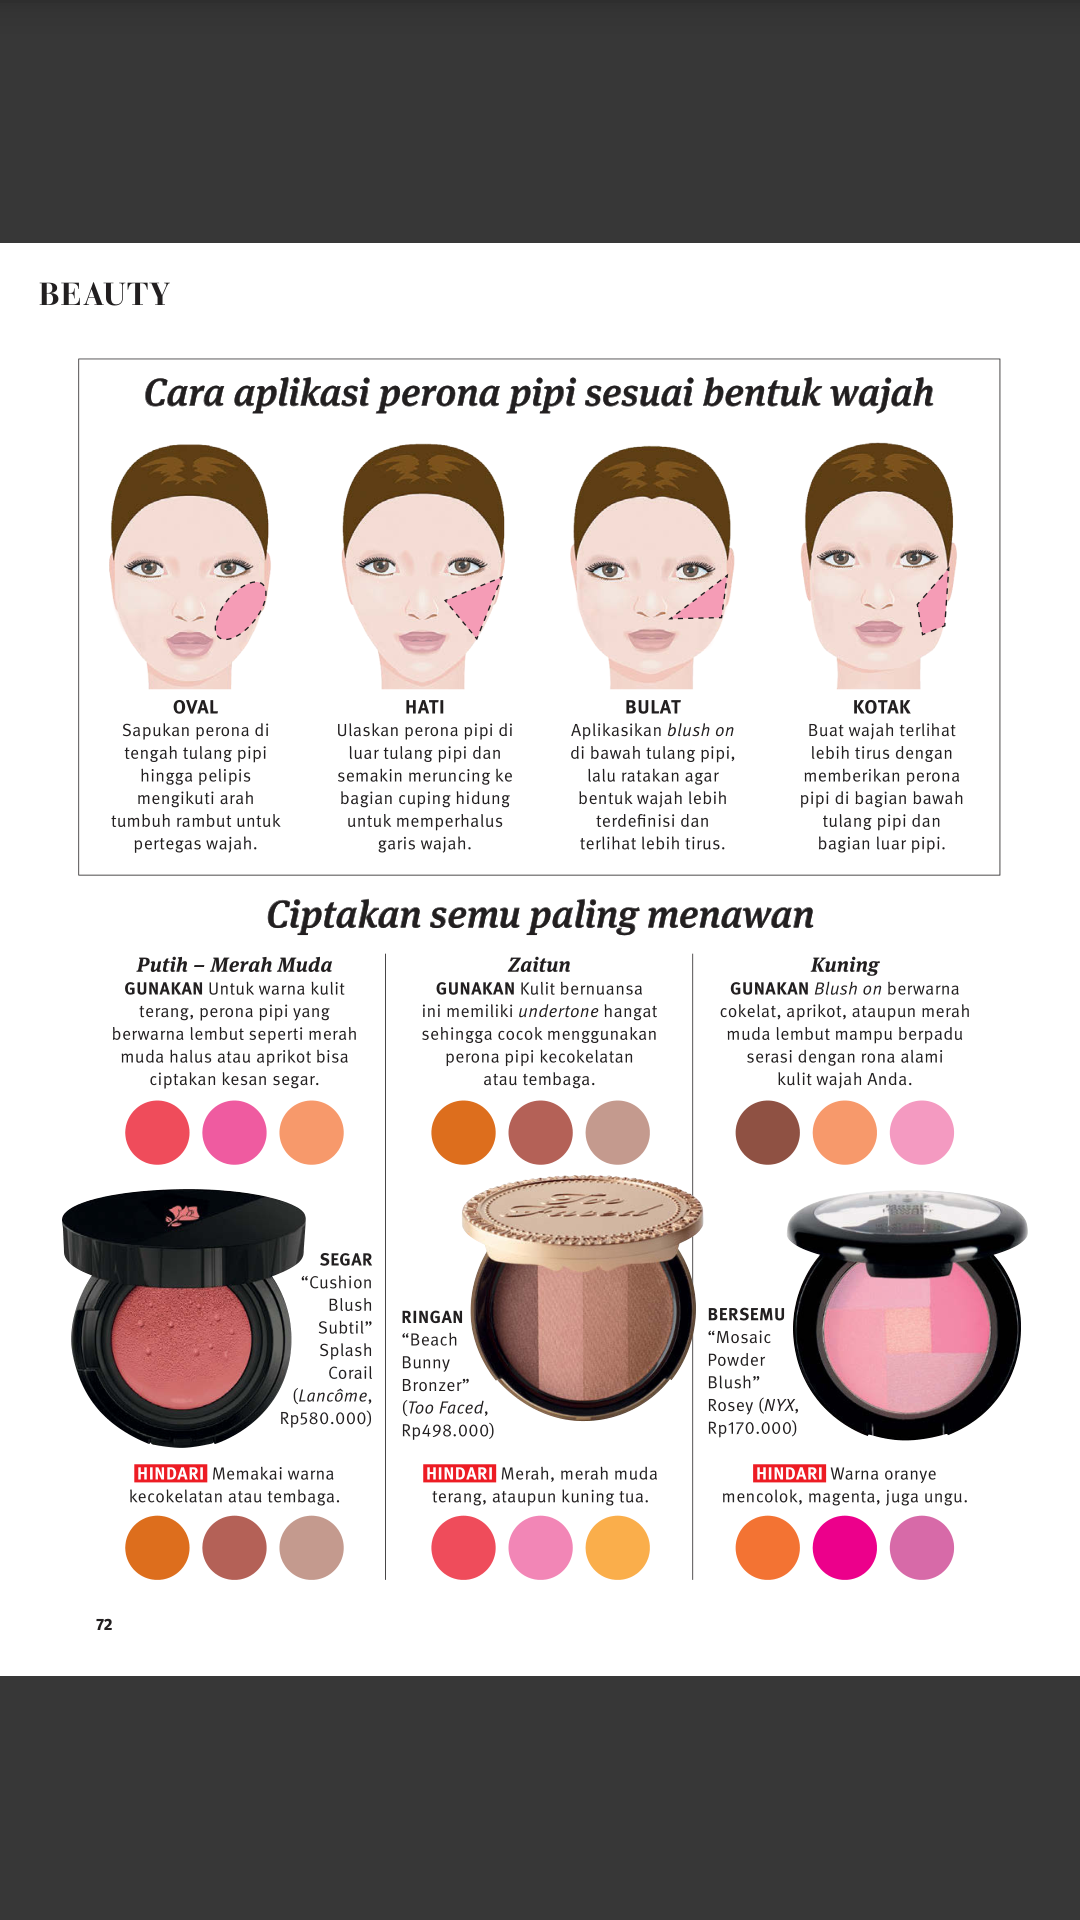 BEAUTY
Cara aplikasi perona pipi sesuai bentuk wajah
OVAL
Sapukan perona di
tengah tulang pipi
hingga pelipis
mengikuti arah
tumbuh rambut untuk
pertegas wajah.
HATI
Ulaskan perona pipi di
luar tulang pipi dan
semakin meruncing ke
bagian cuping hidung
untuk memperhalus
garis wajah.
BULAT
Aplikasikan blush on
di bawah tulang pipi,
lalu ratakan agar
bentuk wajah lebih
terdefinisi dan
terlihat lebih tirus.
KOTAK
Buat wajah terlihat
lebih tirus dengan
memberikan perona
pipi di bagian bawah
tulang pipi dan
bagian luar pipi.
Ciptakan semu paling menawan
Putih – Merah Muda
GUNAKAN Untuk warna kulit
terang, perona pipi yang
berwarna lembut seperti merah
muda halus atau aprikot bisa
ciptakan kesan segar.
SEGAR
“Cushion
Blush
Subtil”
Splash
Corail
(Lancôme,
Rp580.000)
HINDARI Memakai warna
kecokelatan atau tembaga.
Zaitun
GUNAKAN Kulit bernuansa
ini memiliki undertone hangat
sehingga cocok menggunakan
perona pipi kecokelatan
atau tembaga.
Too
Faced
RINGAN
“Beach
Bunny
Bronzer”
(Too Faced,
Rp498.000)
HINDARI Merah, merah muda
terang, ataupun kuning tua.
Kuning
GUNAKAN Blush on berwarna
cokelat, aprikot, ataupun merah
muda lembut mampu berpadu
serasi dengan rona alami
kulit wajah Anda.
BERSEMU
“Mosaic
Powder
Blush”
Rosey (NYX,
Rp170.000)
HINDARI Warna oranye
mencolok, magenta, juga ungu.
72